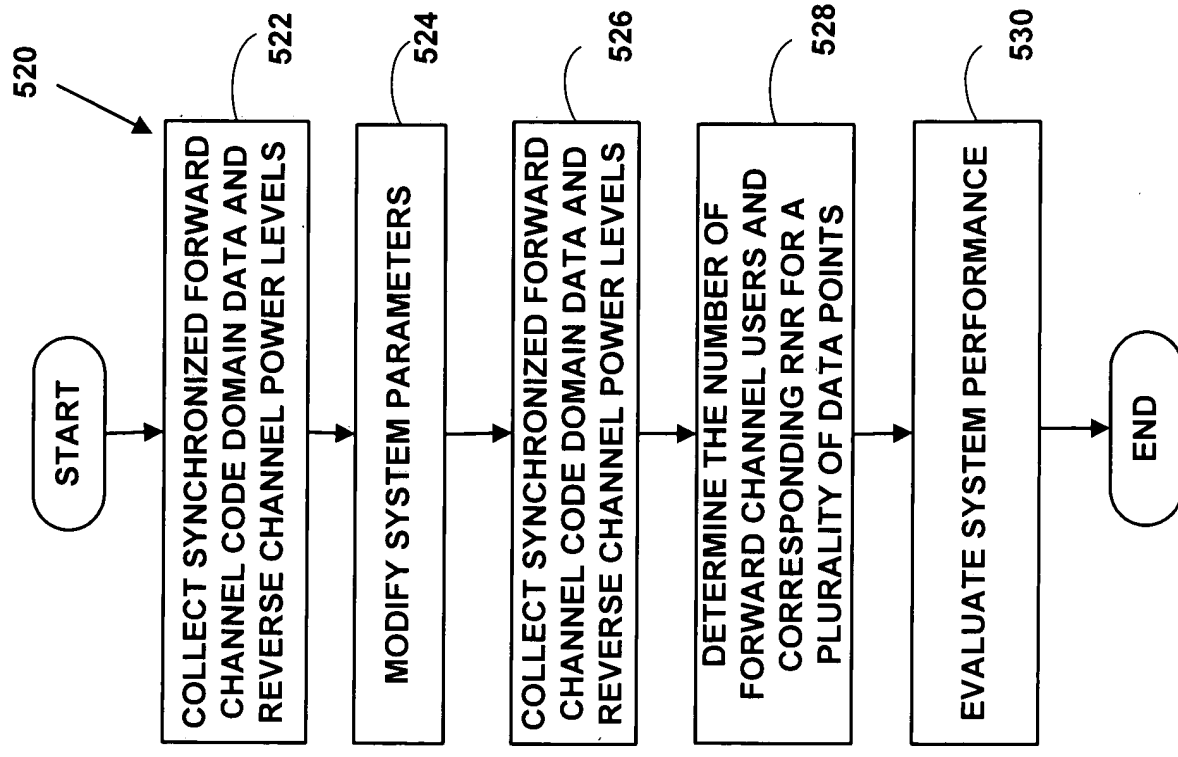 520
START
COLLECT SYNCHRONIZED FORWARD
CHANNEL CODE DOMAIN DATA AND
REVERSE CHANNEL POWER LEVELS
522
MODIFY SYSTEM PARAMETERS
524
COLLECT SYNCHRONIZED FORWARD
CHANNEL CODE DOMAIN DATA AND
REVERSE CHANNEL POWER LEVELS
526
DETERMINE THE NUMBER OF
FORWARD CHANNEL USERS AND
CORRESPONDING RNR FOR A
PLURALITY OF DATA POINTS
528
EVALUATE SYSTEM PERFORMANCE
530
END